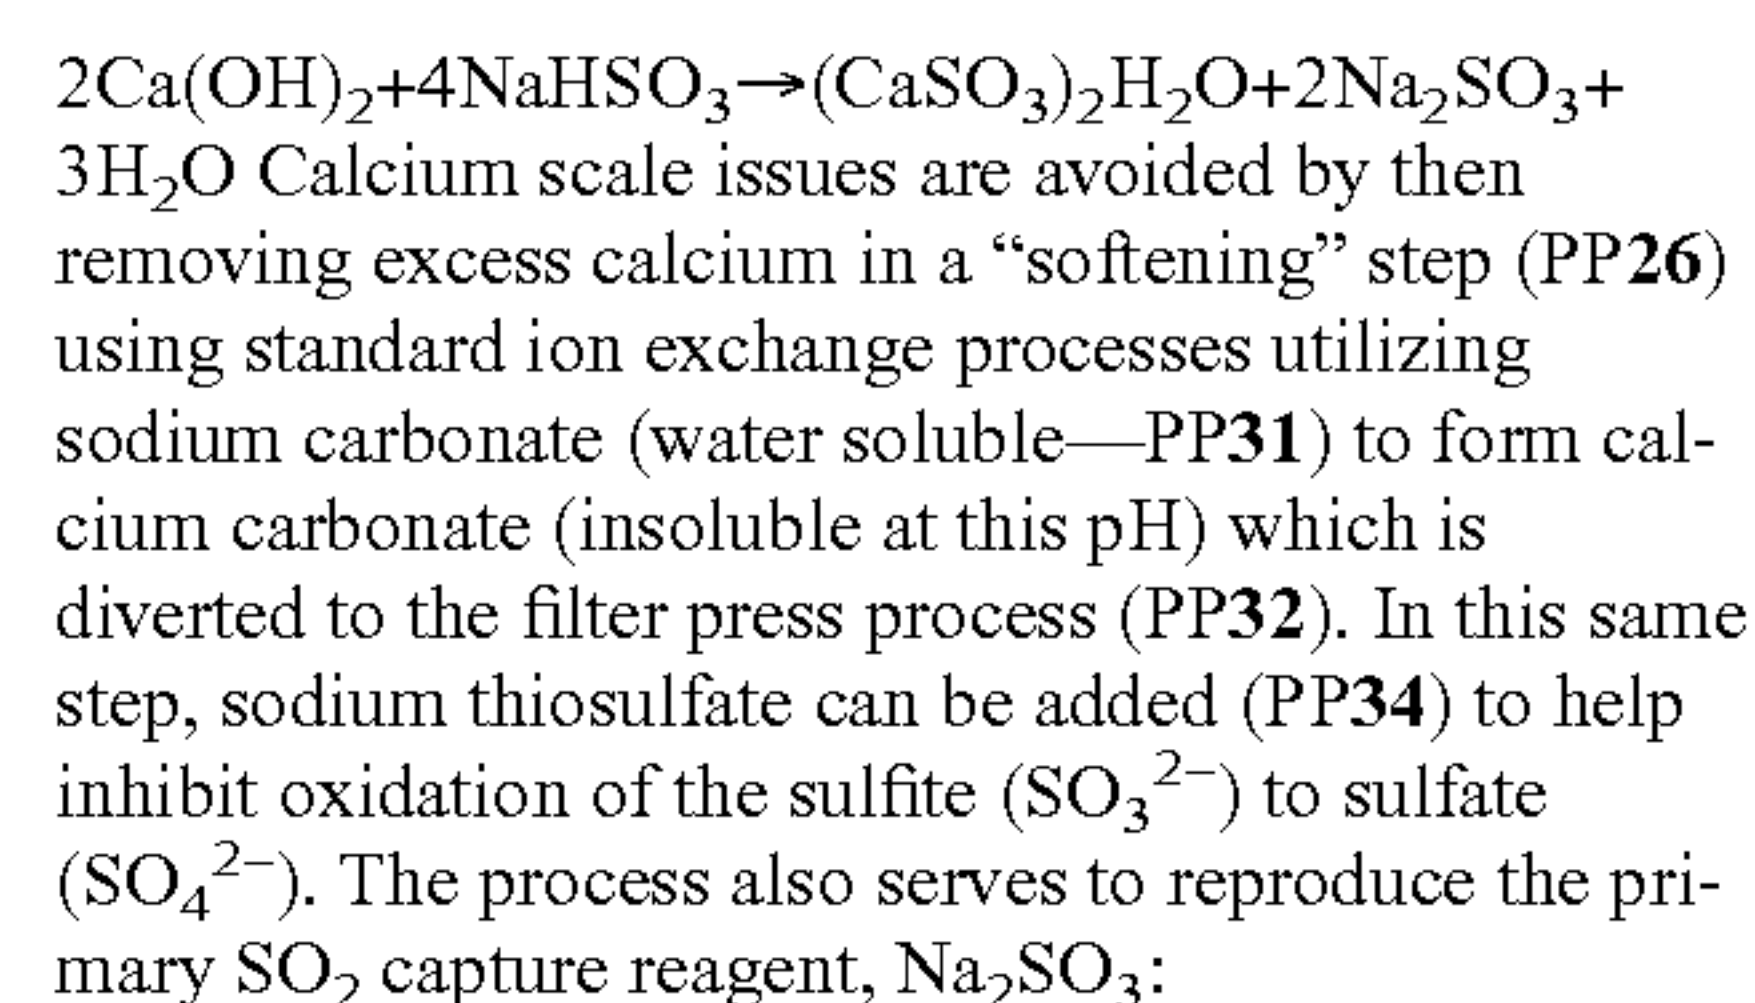 2Ca(OH)₂+4NaHSO₃→(CaSO₃)₂H₂O+2Na₂SO₃+
3H₂O Calcium scale issues are avoided by then
removing excess calcium in a “softening” step (PP26)
using standard ion exchange processes utilizing
sodium carbonate (water soluble—PP31) to form cal-
cium carbonate (insoluble at this pH) which is
diverted to the filter press process (PP32). In this same
step, sodium thiosulfate can be added (PP34) to help
inhibit oxidation of the sulfite (SO₃²⁻) to sulfate
(SO₄²⁻). The process also serves to reproduce the pri-
mary SO₂ capture reagent, Na₂SO₃: